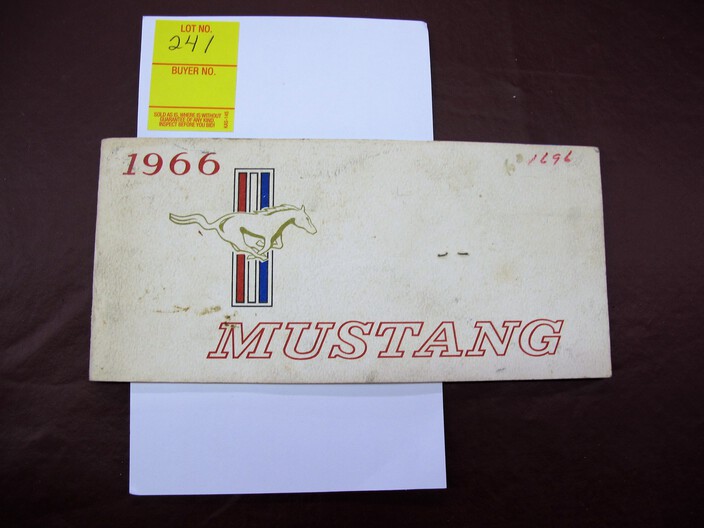 LOT NO.
241
BUYER NO.
SOLD AS IS, WHERE IS WITHOUT
GUARANTEE OF ANY KIND.
INSPECT BEFORE YOU BID!
1966
1696
MUSTANG